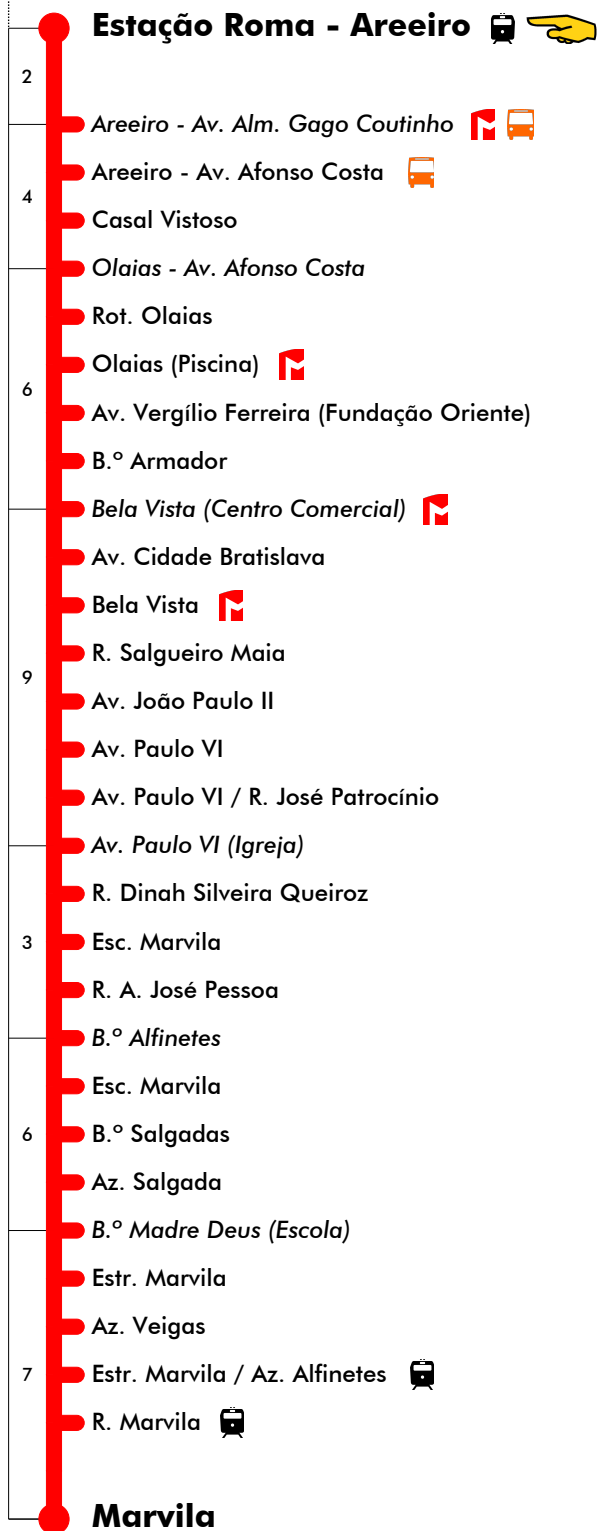 Estação Roma - Areeiro
2
Areeiro - Av. Alm. Gago Coutinho
Areeiro - Av. Afonso Costa
4
Casal Vistoso
Olaias - Av. Afonso Costa
Rot. Olaias
Olaias (Piscina)
6
Av. Vergílio Ferreira (Fundação Oriente)
B.º Armador
Bela Vista (Centro Comercial)
Av. Cidade Bratislava
Bela Vista
R. Salgueiro Maia
9
Av. João Paulo II
Av. Paulo VI
Av. Paulo VI / R. José Patrocínio
Av. Paulo VI (Igreja)
R. Dinah Silveira Queiroz
3
Esc. Marvila
R. A. José Pessoa
B.º Alfinetes
Esc. Marvila
6
B.º Salgadas
Az. Salgada
B.º Madre Deus (Escola)
Estr. Marvila
Az. Veigas
7
Estr. Marvila / Az. Alfinetes
R. Marvila
Marvila